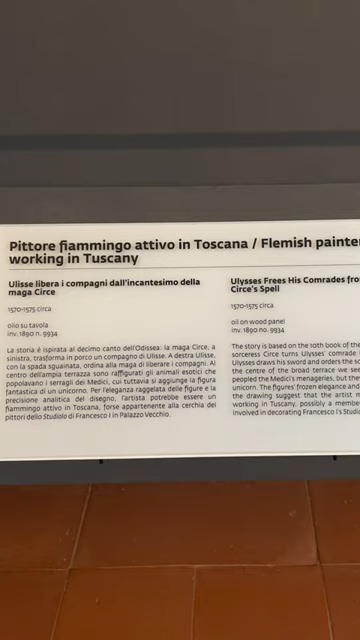 Pittore fiammingo attivo in Toscana / Flemish painter
working in Tuscany
Ulisse libera i compagni dall'incantesimo della
maga Circe
1570-1575 circa
olio su tavola
inv. 1890 n. 9934
La storia è ispirata al decimo canto dell'Odissea: la maga Circe, a
sinistra, trasforma in porco un compagno di Ulisse. A destra Ulisse,
con la spada sguainata, ordina alla maga di liberare i compagni. Al
centro dell'ampia terrazza sono raffigurati gli animali esotici che
popolavano i serragli dei Medici, cui tuttavia si aggiunge la figura
fantastica di un unicorno. Per l'eleganza raggelata delle figure e la
precisione analitica del disegno, l'artista potrebbe essere un
fiammingo attivo in Toscana, forse appartenente alla cerchia dei
pittori dello Studiolo di Francesco I in Palazzo Vecchio.
Ulysses Frees His Comrades from
Circe's Spell
1570-1575 circa
oil on wood panel
inv. 1890 no. 9934
The story is based on the 10th book of the
sorceress Circe turns Ulysses' comrade
Ulysses draws his sword and orders the so
the centre of the broad terrace we see
peopled the Medici's menageries, but the
unicorn. The figures' frozen elegance and
the drawing suggest that the artist m
working in Tuscany, possibly a membe
involved in decorating Francesco I's Studio